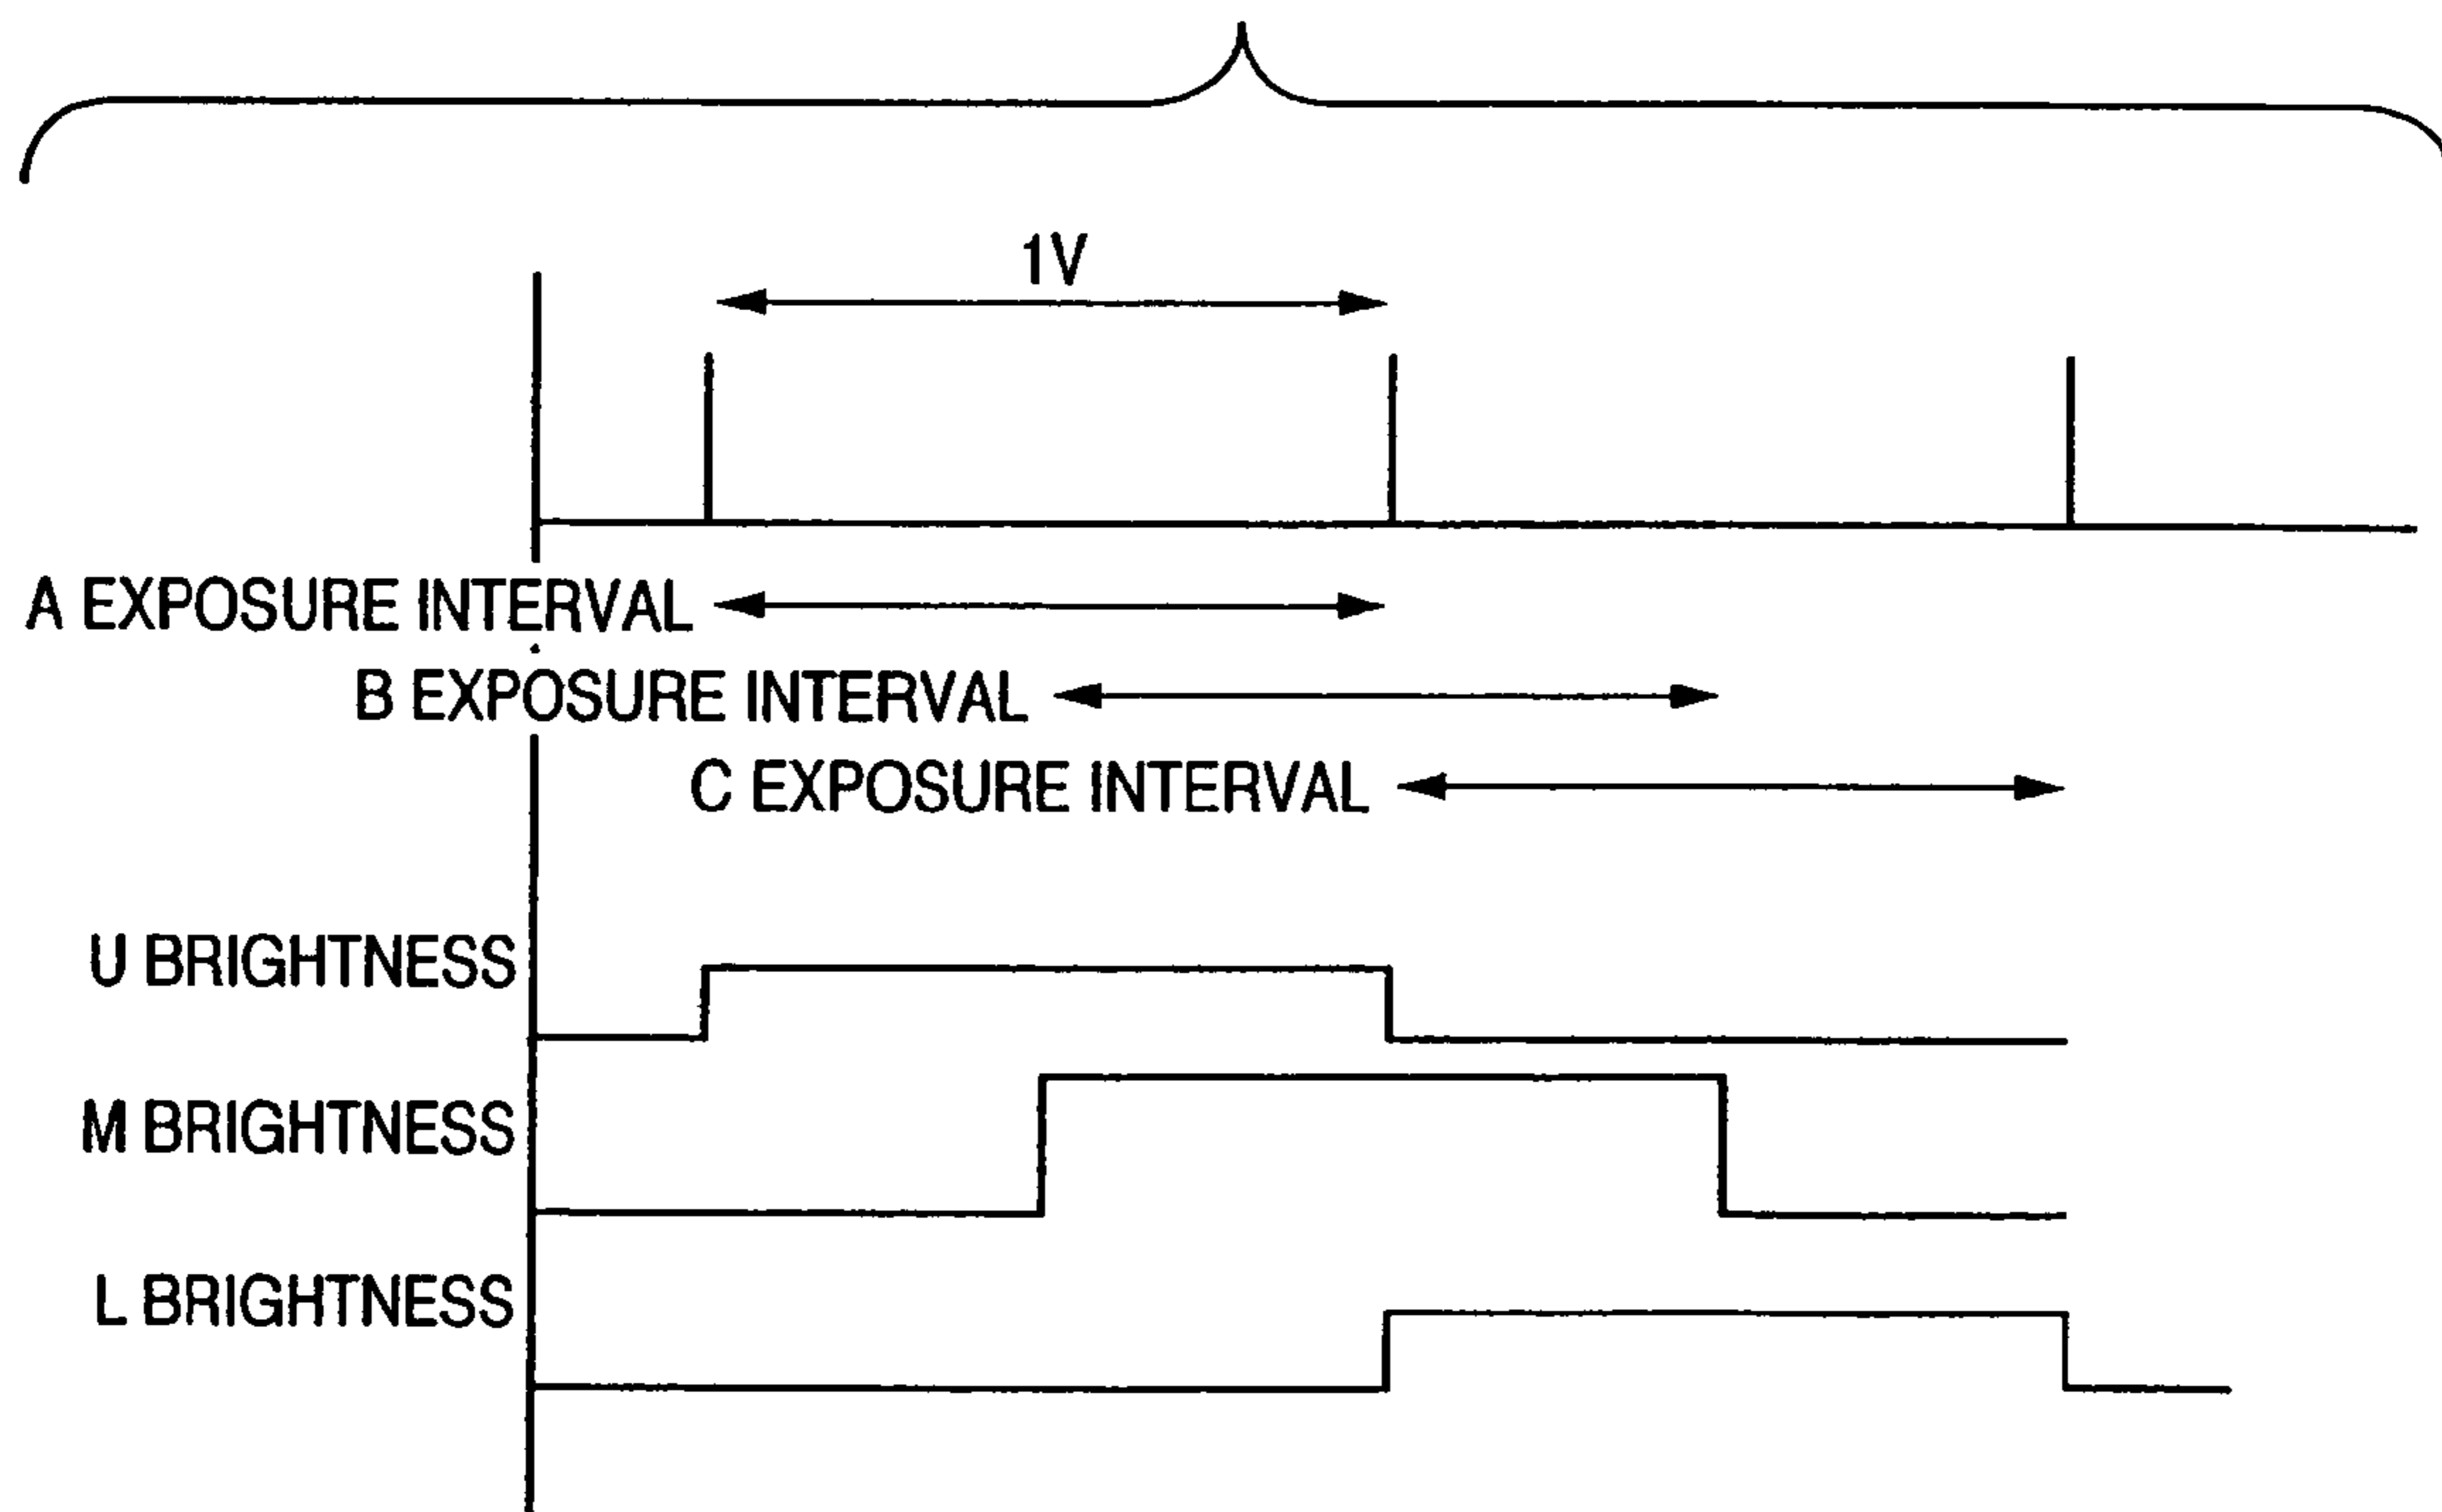 1V
A EXPOSURE INTERVAL
B EXPOSURE INTERVAL
C EXPOSURE INTERVAL
U BRIGHTNESS
M BRIGHTNESS
L BRIGHTNESS